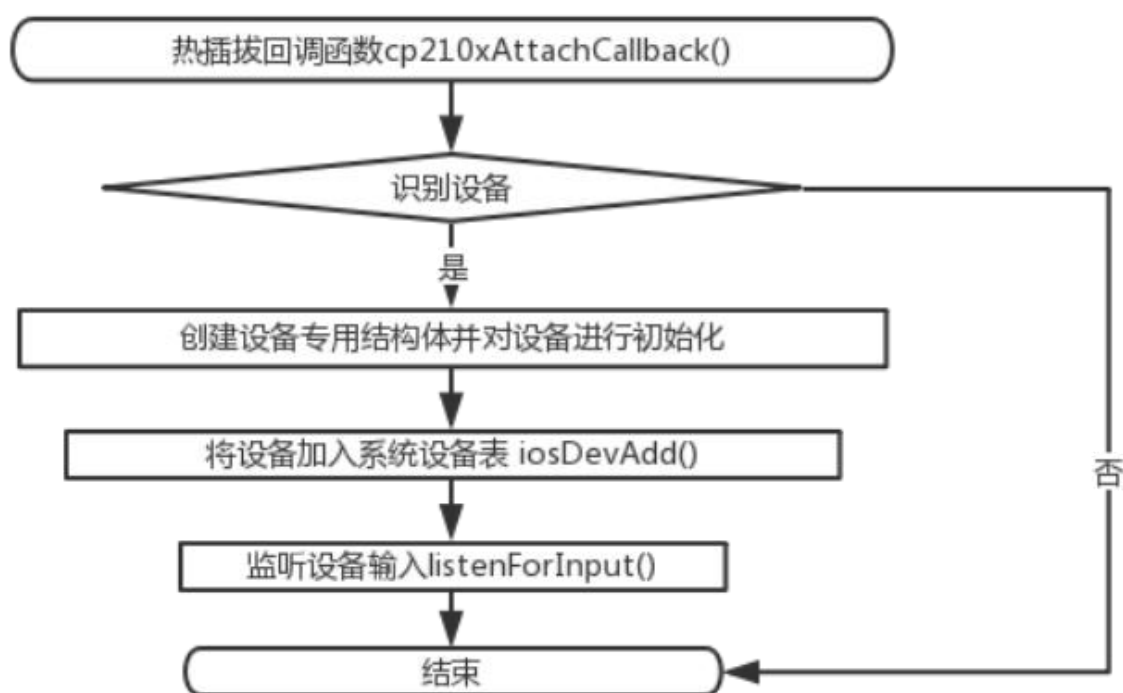 热插拔回调函数cp210xAttachCallback()
识别设备
是
创建设备专用结构体并对设备进行初始化
将设备加入系统设备表 iosDevAdd()
否
监听设备输入listenForInput()
结束